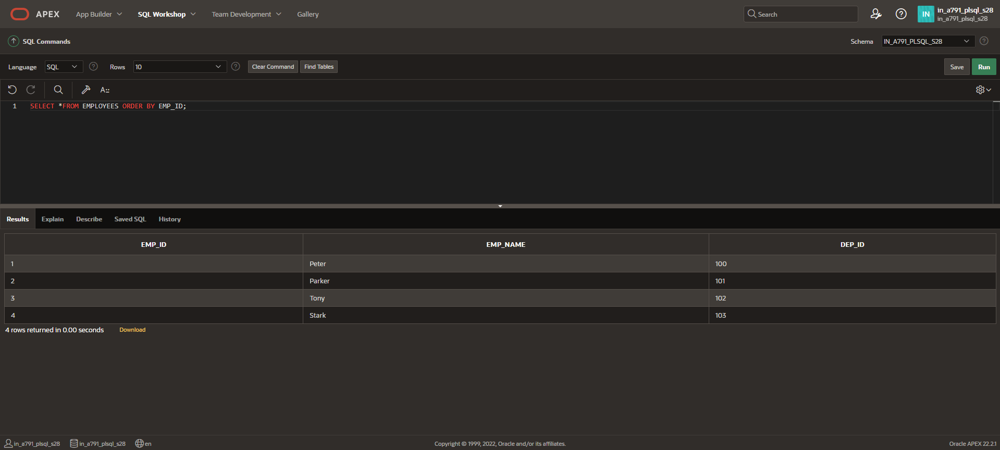 APEX App Builder SQL Workshop Team Development Gallery Search IN in_a791_plsql_s28
in_a791_plsql_s28
SQL Commands Schema IN_A791_PLSQL_S28
Language SQL Rows 10 Clear Command Find Tables Save Run
A
1 SELECT *FROM EMPLOYEES ORDER BY EMP_ID;
Results Explain Describe Saved SQL History
EMP_ID EMP_NAME DEP_ID
1 Peter 100
2 Parker 101
3 Tony 102
4 Stark 103
4 rows returned in 0.00 seconds Download
in_a791_plsql_s28 in_a791_plsql_s28 en Copyright © 1999, 2022, Oracle and/or its affiliates. Oracle APEX 22.2.1